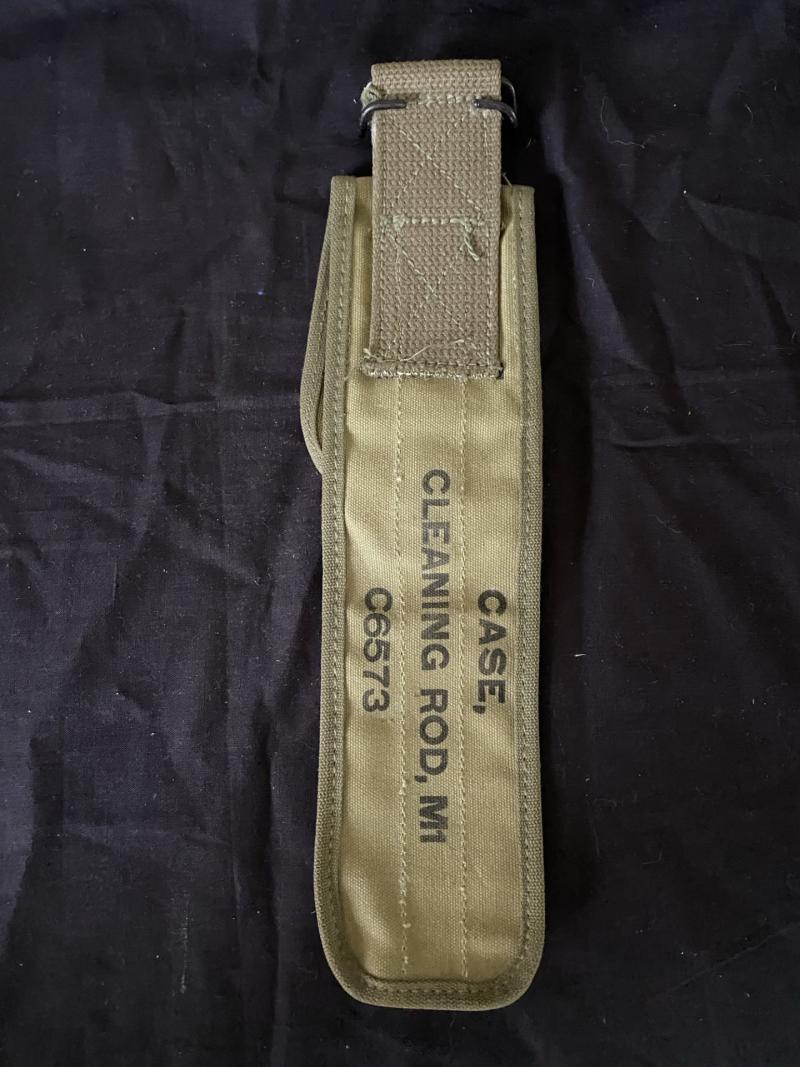 CASE,
CLEANING ROD, M1
C6573